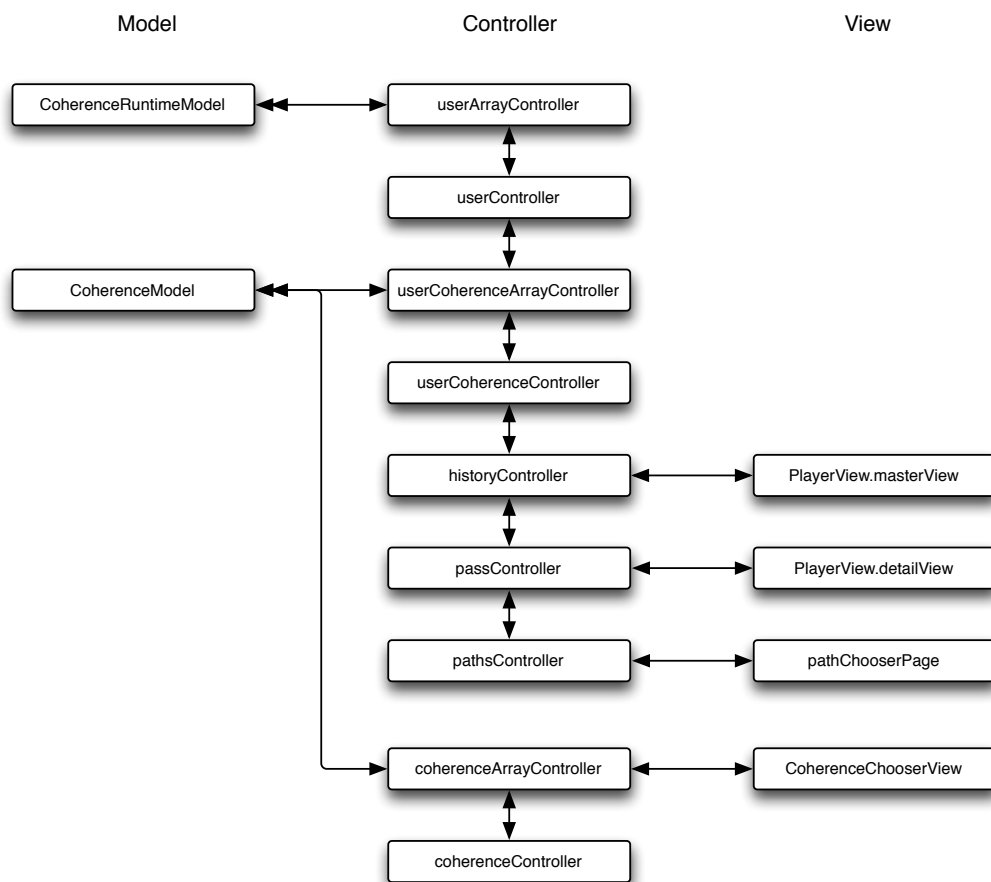 Model
Controller
View
CoherenceRuntimeModel
userArrayController
userController
CoherenceModel
userCoherenceArrayController
userCoherenceController
historyController
PlayerView.masterView
passController
PlayerView.detailView
pathsController
pathChooserPage
coherenceArrayController
CoherenceChooserView
coherenceController